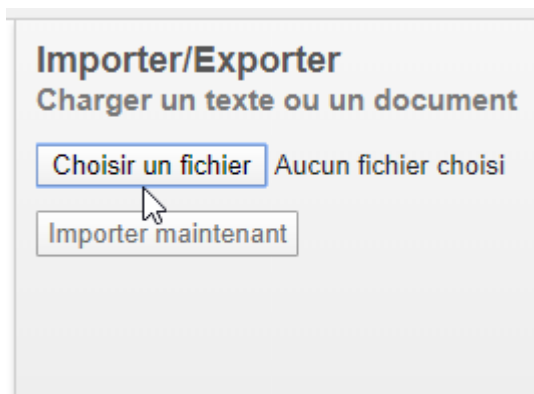 Importer/Exporter
Charger un texte ou un document
Choisir un fichier Aucun fichier choisi
Importer maintenant